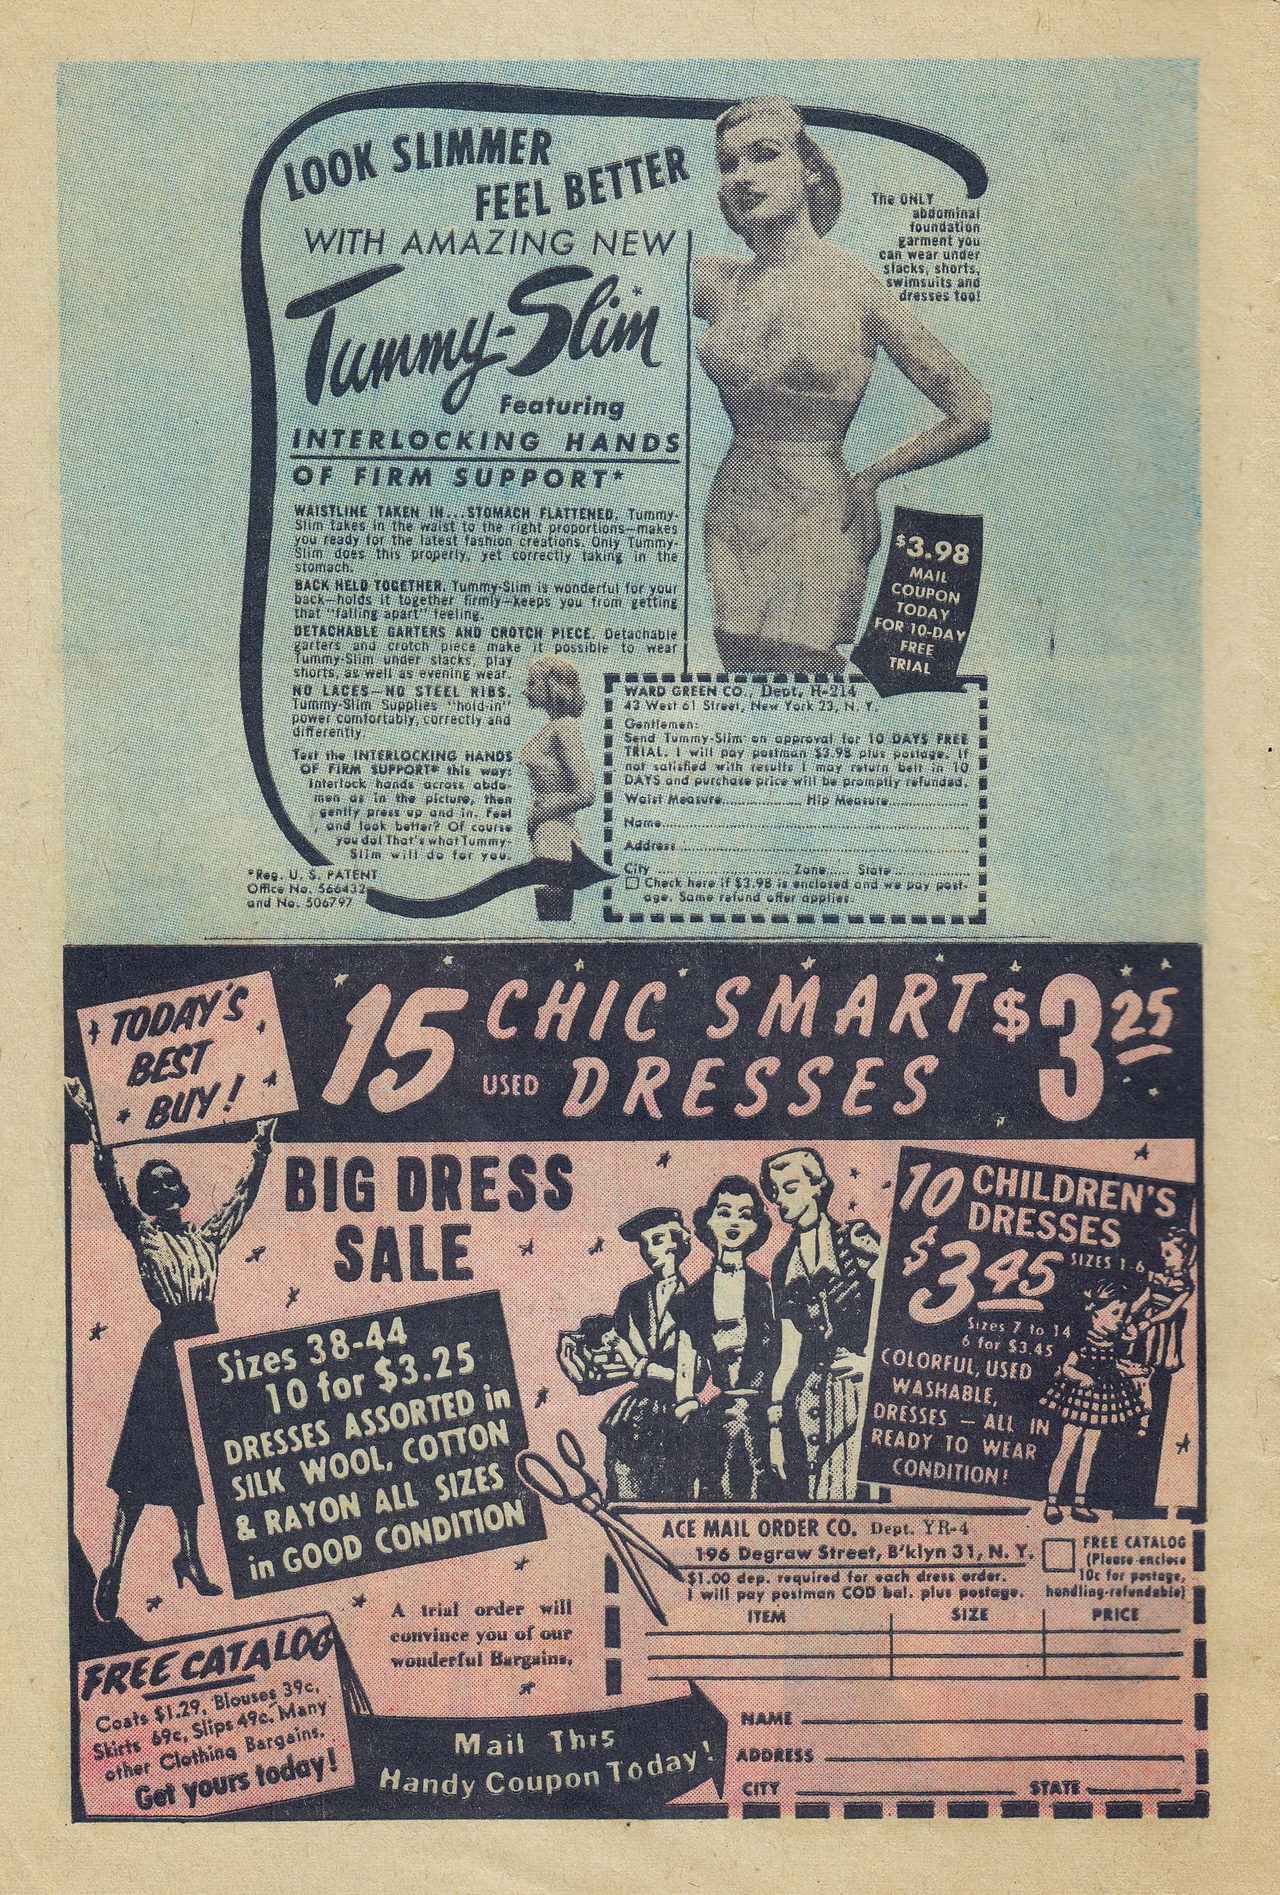 LOOK SLIMMER
FEEL BETTER
WITH AMAZING NEW
Tummy-Slim*
Featuring
INTERLOCKING HANDS
OF FIRM SUPPORT*
The ONLY
abdominal
foundation
garment you
can wear under
slacks, shorts,
swimsuits and
dresses too!
WAISTLINE TAKEN IN...STOMACH FLATTENED. Tummy-
Slim takes in the waist to the right proportions—makes
you ready for the latest fashion creations. Only Tummy-
Slim does this properly, yet correctly taking in the
stomach.
BACK HELD TOGETHER. Tummy-Slim is wonderful for your
back—holds it together firmly—keeps you from getting
that "falling apart" feeling.
DETACHABLE GARTERS AND CROTCH PIECE. Detachable
garters and crotch piece make it possible to wear
Tummy-Slim under slacks, play
shorts, as well as evening wear.
NO LACES—NO STEEL RIBS.
Tummy-Slim Supplies "hold-in"
power comfortably, correctly and
differently.
Test the INTERLOCKING HANDS
OF FIRM SUPPORT* this way:
Interlock hands across abdo-
men as in the picture, then
gently press up and in. Feel
and look better? Of course
you do! That's what Tummy-
Slim will do for you.
*Reg. U. S. PATENT
Office No. 566432
and No. 506797
$3.98
MAIL
COUPON
TODAY
FOR 10-DAY
FREE
TRIAL
WARD GREEN CO., Dept. H-214
43 West 61 Street, New York 23, N. Y.
Gentlemen:
Send Tummy-Slim on approval for 10 DAYS FREE
TRIAL. I will pay postman $3.98 plus postage. If
not satisfied with results I may return belt in 10
DAYS and purchase price will be promptly refunded.
Waist Measure.................. Hip Measure..................
Name..................
Address..................
City .................. Zone...... State..................
☐ Check here if $3.98 is enclosed and we pay post-
age. Same refund offer applies.
TODAY'S
BEST
BUY!
15 USED CHIC SMART DRESSES $3.25
BIG DRESS
SALE
Sizes 38-44
10 for $3.25
DRESSES ASSORTED in
SILK WOOL, COTTON
& RAYON ALL SIZES
in GOOD CONDITION
10 CHILDREN'S
DRESSES
$3.45 SIZES 1-6
Sizes 7 to 14
6 for $3.45
COLORFUL, USED
WASHABLE,
DRESSES — ALL IN
READY TO WEAR
CONDITION!
A trial order will
convince you of our
wonderful Bargains.
FREE CATALOG
Coats $1.29, Blouses 39c,
Skirts 69c, Slips 49c. Many
other Clothing Bargains.
Get yours today!
Mail This
Handy Coupon Today!
ACE MAIL ORDER CO. Dept. YR-4
196 Degraw Street, B'klyn 31, N. Y.
$1.00 dep. required for each dress order.
I will pay postman COD bal. plus postage.
☐ FREE CATALOG
(Please enclose
10c for postage,
handling-refundable)
ITEM SIZE PRICE
NAME
ADDRESS
CITY STATE